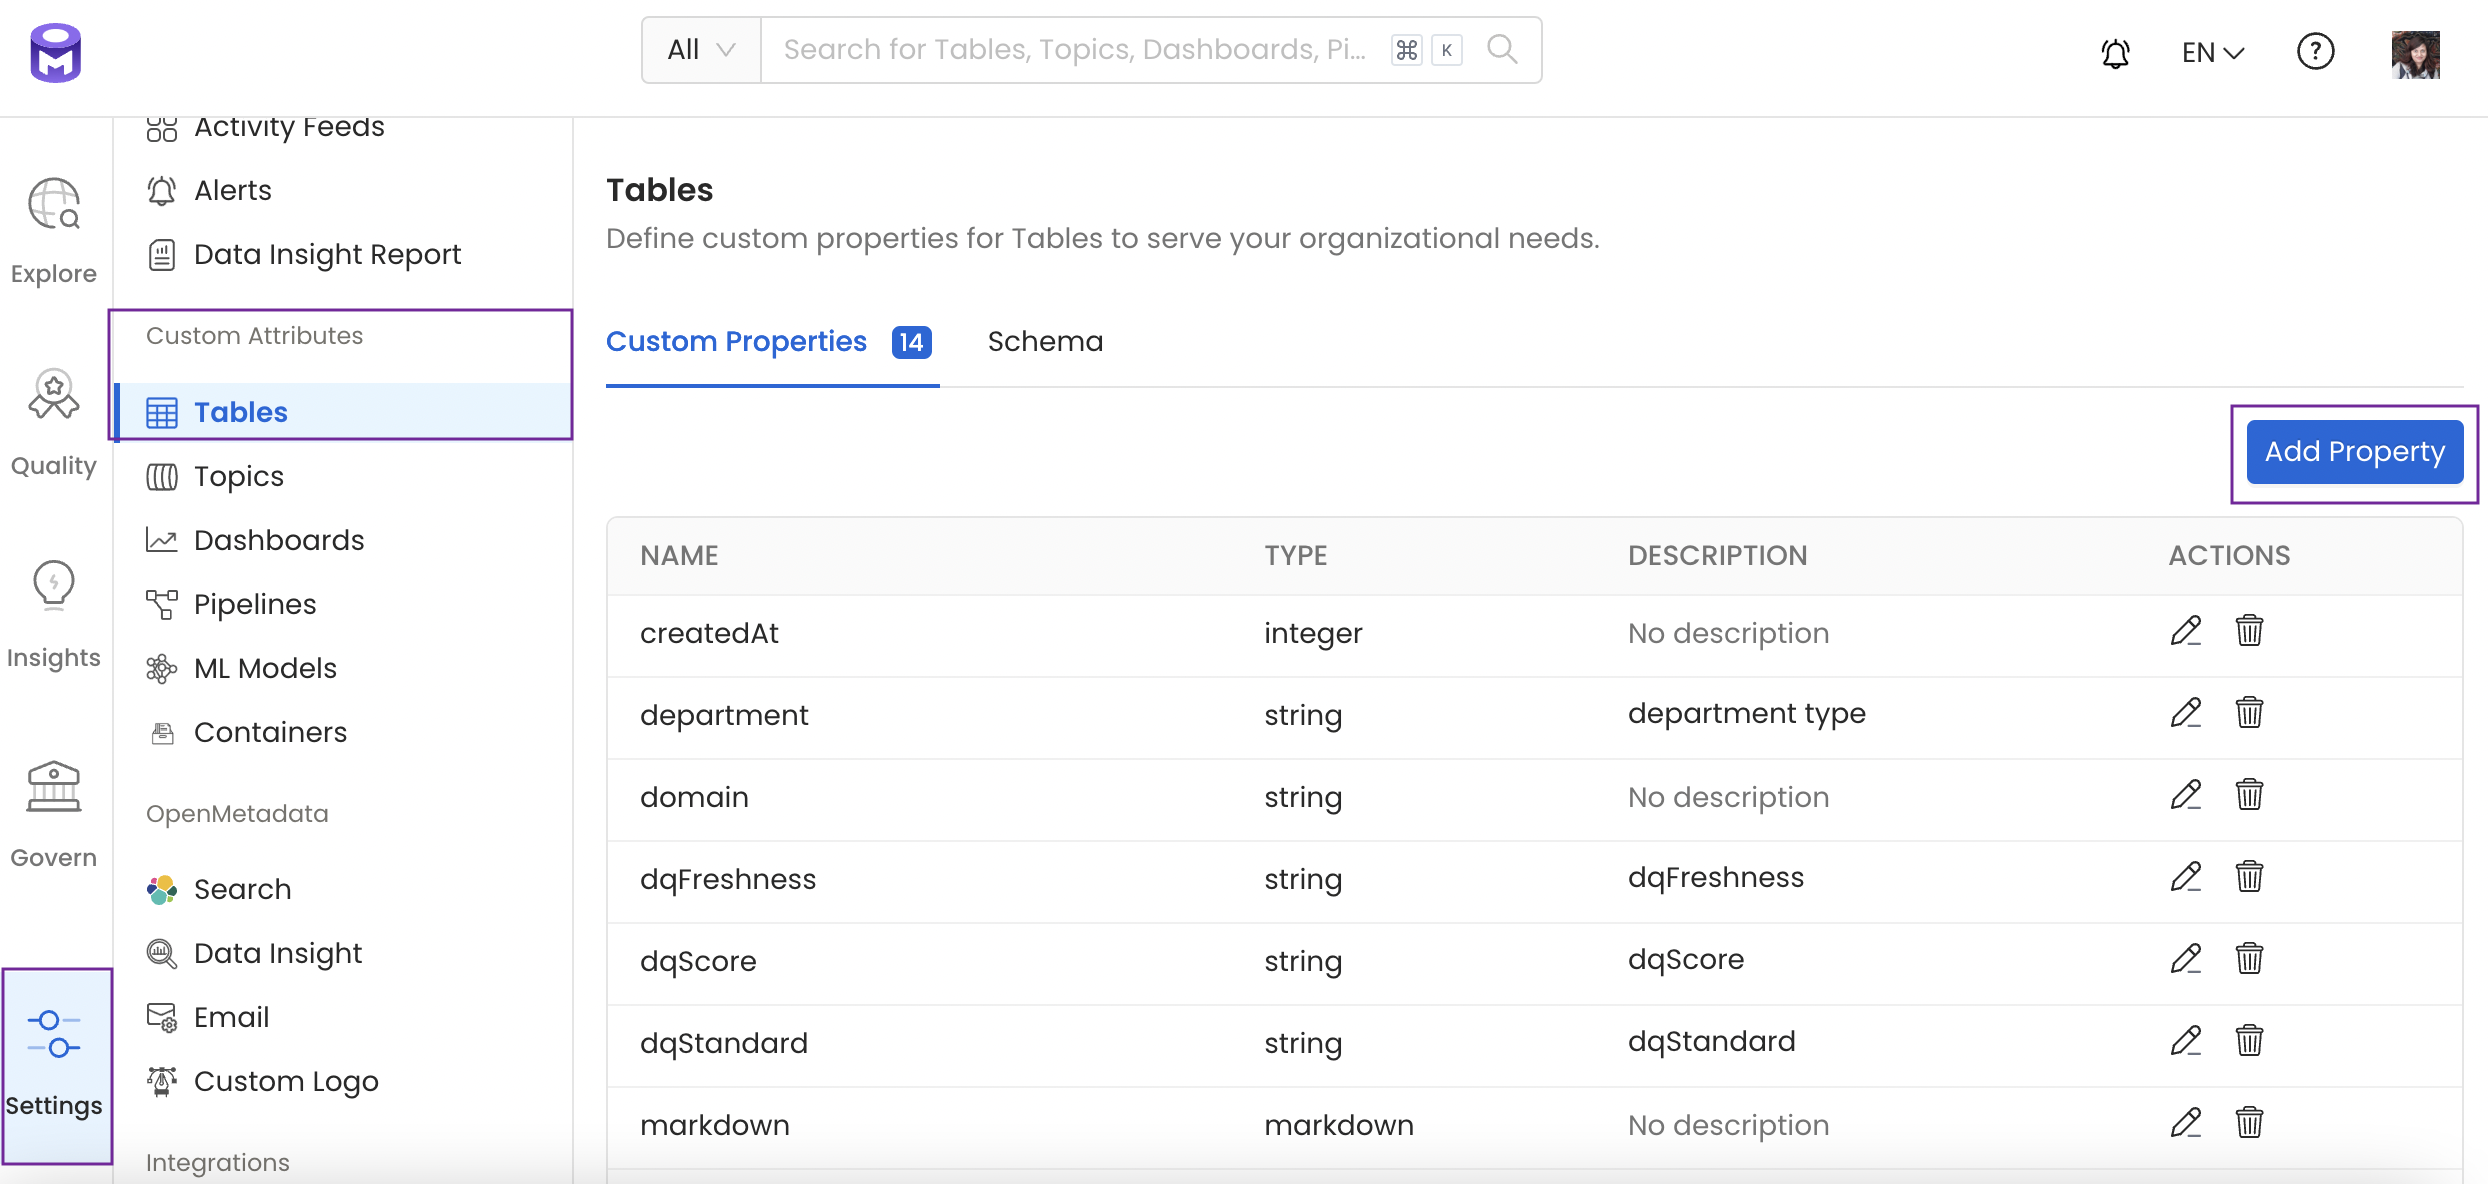 All
Search for Tables, Topics, Dashboards, Pi...
⌘ K
EN
?
Explore
Quality
Insights
Govern
Settings
Activity Feeds
Alerts
Data Insight Report
Custom Attributes
Tables
Topics
Dashboards
Pipelines
ML Models
Containers
OpenMetadata
Search
Data Insight
Email
Custom Logo
Integrations
Tables
Define custom properties for Tables to serve your organizational needs.
Custom Properties 14 Schema
Add Property
NAME TYPE DESCRIPTION ACTIONS
createdAt integer No description
department string department type
domain string No description
dqFreshness string dqFreshness
dqScore string dqScore
dqStandard string dqStandard
markdown markdown No description